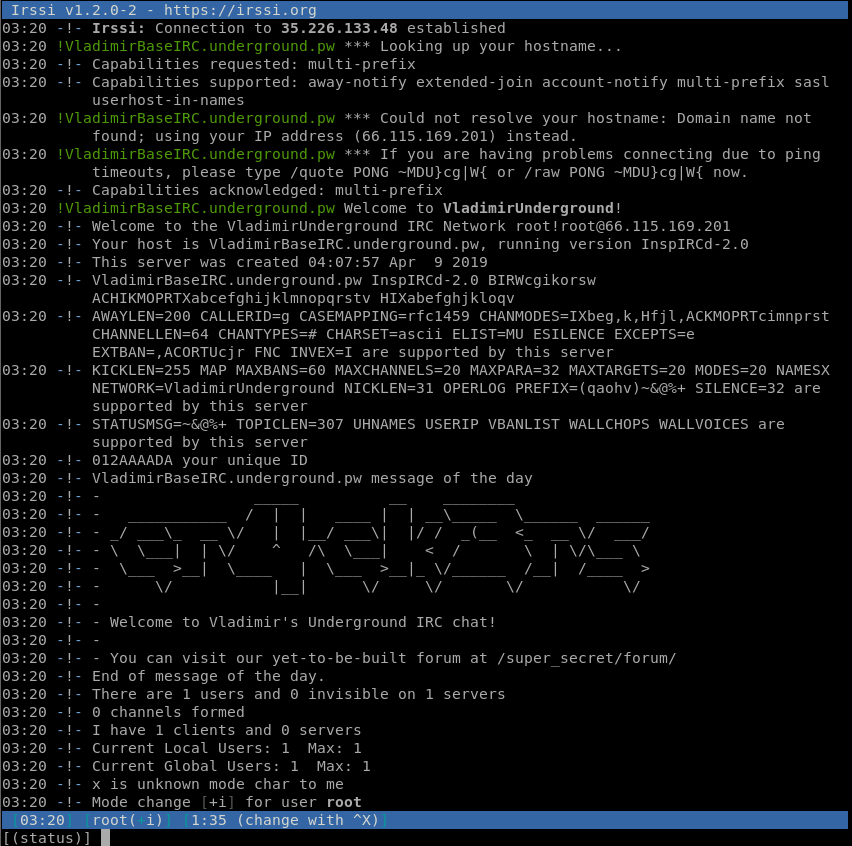 Irssi v1.2.0-2 - https://irssi.org
03:20 -!- Irssi: Connection to 35.226.133.48 established
03:20 !VladimirBaseIRC.underground.pw *** Looking up your hostname...
03:20 -!- Capabilities requested: multi-prefix
03:20 -!- Capabilities supported: away-notify extended-join account-notify multi-prefix sasl
userhost-in-names
03:20 !VladimirBaseIRC.underground.pw *** Could not resolve your hostname: Domain name not
found; using your IP address (66.115.169.201) instead.
03:20 !VladimirBaseIRC.underground.pw *** If you are having problems connecting due to ping
timeouts, please type /quote PONG ~MDU}cg|W{ or /raw PONG ~MDU}cg|W{ now.
03:20 -!- Capabilities acknowledged: multi-prefix
03:20 !VladimirBaseIRC.underground.pw Welcome to VladimirUnderground!
03:20 -!- Welcome to the VladimirUnderground IRC Network root!root@66.115.169.201
03:20 -!- Your host is VladimirBaseIRC.underground.pw, running version InspIRCd-2.0
03:20 -!- This server was created 04:07:57 Apr  9 2019
03:20 -!- VladimirBaseIRC.underground.pw InspIRCd-2.0 BIRWcgikorsw
ACHIKMOPRTXabcefghijklmnopqrstv HIXabefghjkloqv
03:20 -!- AWAYLEN=200 CALLERID=g CASEMAPPING=rfc1459 CHANMODES=IXbeg,k,Hfjl,ACKMOPRTcimnprst
CHANNELLEN=64 CHANTYPES=# CHARSET=ascii ELIST=MU ESILENCE EXCEPTS=e
EXTBAN=,ACORTUcjr FNC INVEX=I are supported by this server
03:20 -!- KICKLEN=255 MAP MAXBANS=60 MAXCHANNELS=20 MAXPARA=32 MAXTARGETS=20 MODES=20 NAMESX
NETWORK=VladimirUnderground NICKLEN=31 OPERLOG PREFIX=(qaohv)~&@%+ SILENCE=32 are
supported by this server
03:20 -!- STATUSMSG=~&@%+ TOPICLEN=307 UHNAMES USERIP VBANLIST WALLCHOPS WALLVOICES are
supported by this server
03:20 -!- 012AAAADA your unique ID
03:20 -!- VladimirBaseIRC.underground.pw message of the day
03:20 -!- -                 _____          __    ________
03:20 -!- -   ___________  /  |  |   ____ |  | __\_____  \______  ______
03:20 -!- - _/ ___\_  __ \/   |  |__/ ___\|  |/ /  _(__  <_  __ \/  ___/
03:20 -!- - \  \___|  | \/    ^   /\  \___|    <  /       \  | \/\___ \
03:20 -!- -  \___  >__|  \____   |  \___  >__|_ \/______  /__|  /____  >
03:20 -!- -      \/           |__|      \/     \/       \/           \/
03:20 -!- -
03:20 -!- - Welcome to Vladimir's Underground IRC chat!
03:20 -!- -
03:20 -!- - You can visit our yet-to-be-built forum at /super_secret/forum/
03:20 -!- End of message of the day.
03:20 -!- There are 1 users and 0 invisible on 1 servers
03:20 -!- 0 channels formed
03:20 -!- I have 1 clients and 0 servers
03:20 -!- Current Local Users: 1  Max: 1
03:20 -!- Current Global Users: 1  Max: 1
03:20 -!- x is unknown mode char to me
03:20 -!- Mode change [+i] for user root
[03:20] [root(+i)] [1:35 (change with ^X)]
[(status)]